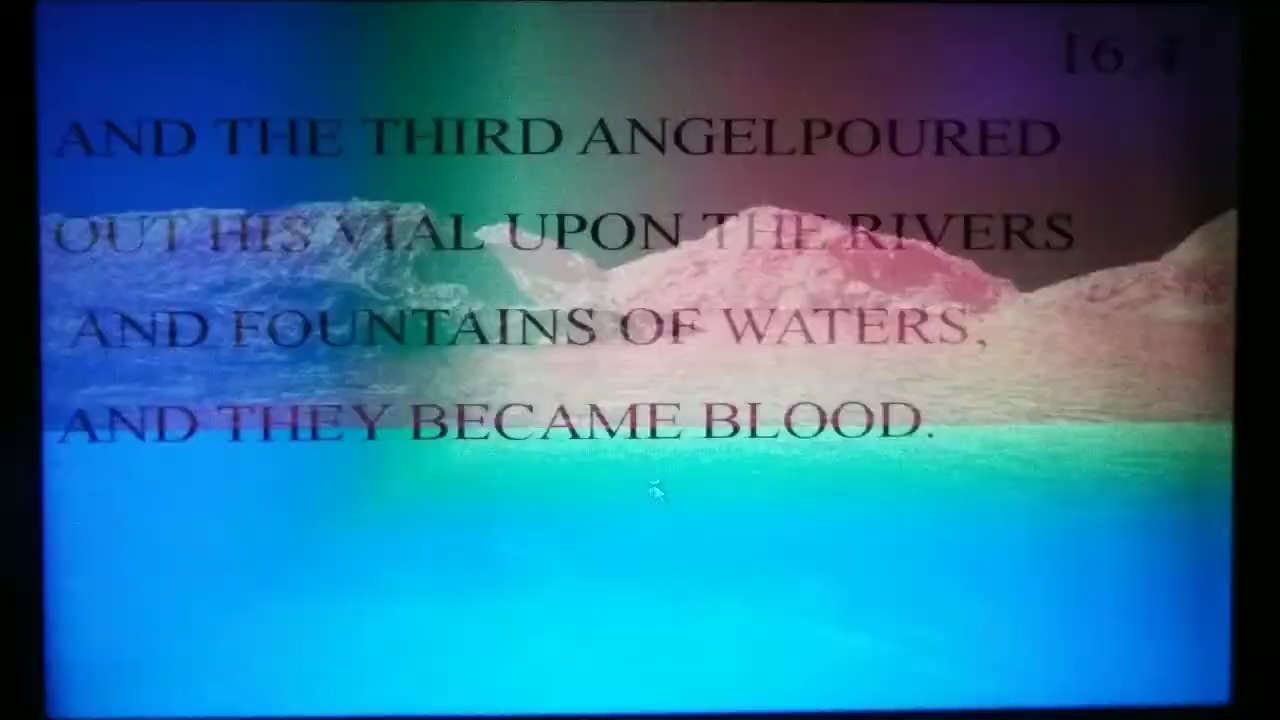 16 4
AND THE THIRD ANGELPOURED
OUT HIS VIAL UPON THE RIVERS
AND FOUNTAINS OF WATERS;
AND THEY BECAME BLOOD.